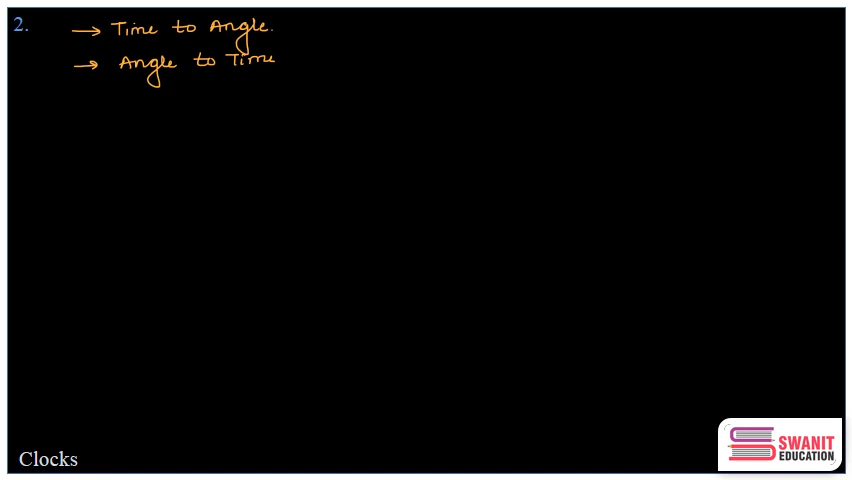 2.
→ Time to Angle.
→ Angle to Time
Clocks
SWANIT
EDUCATION